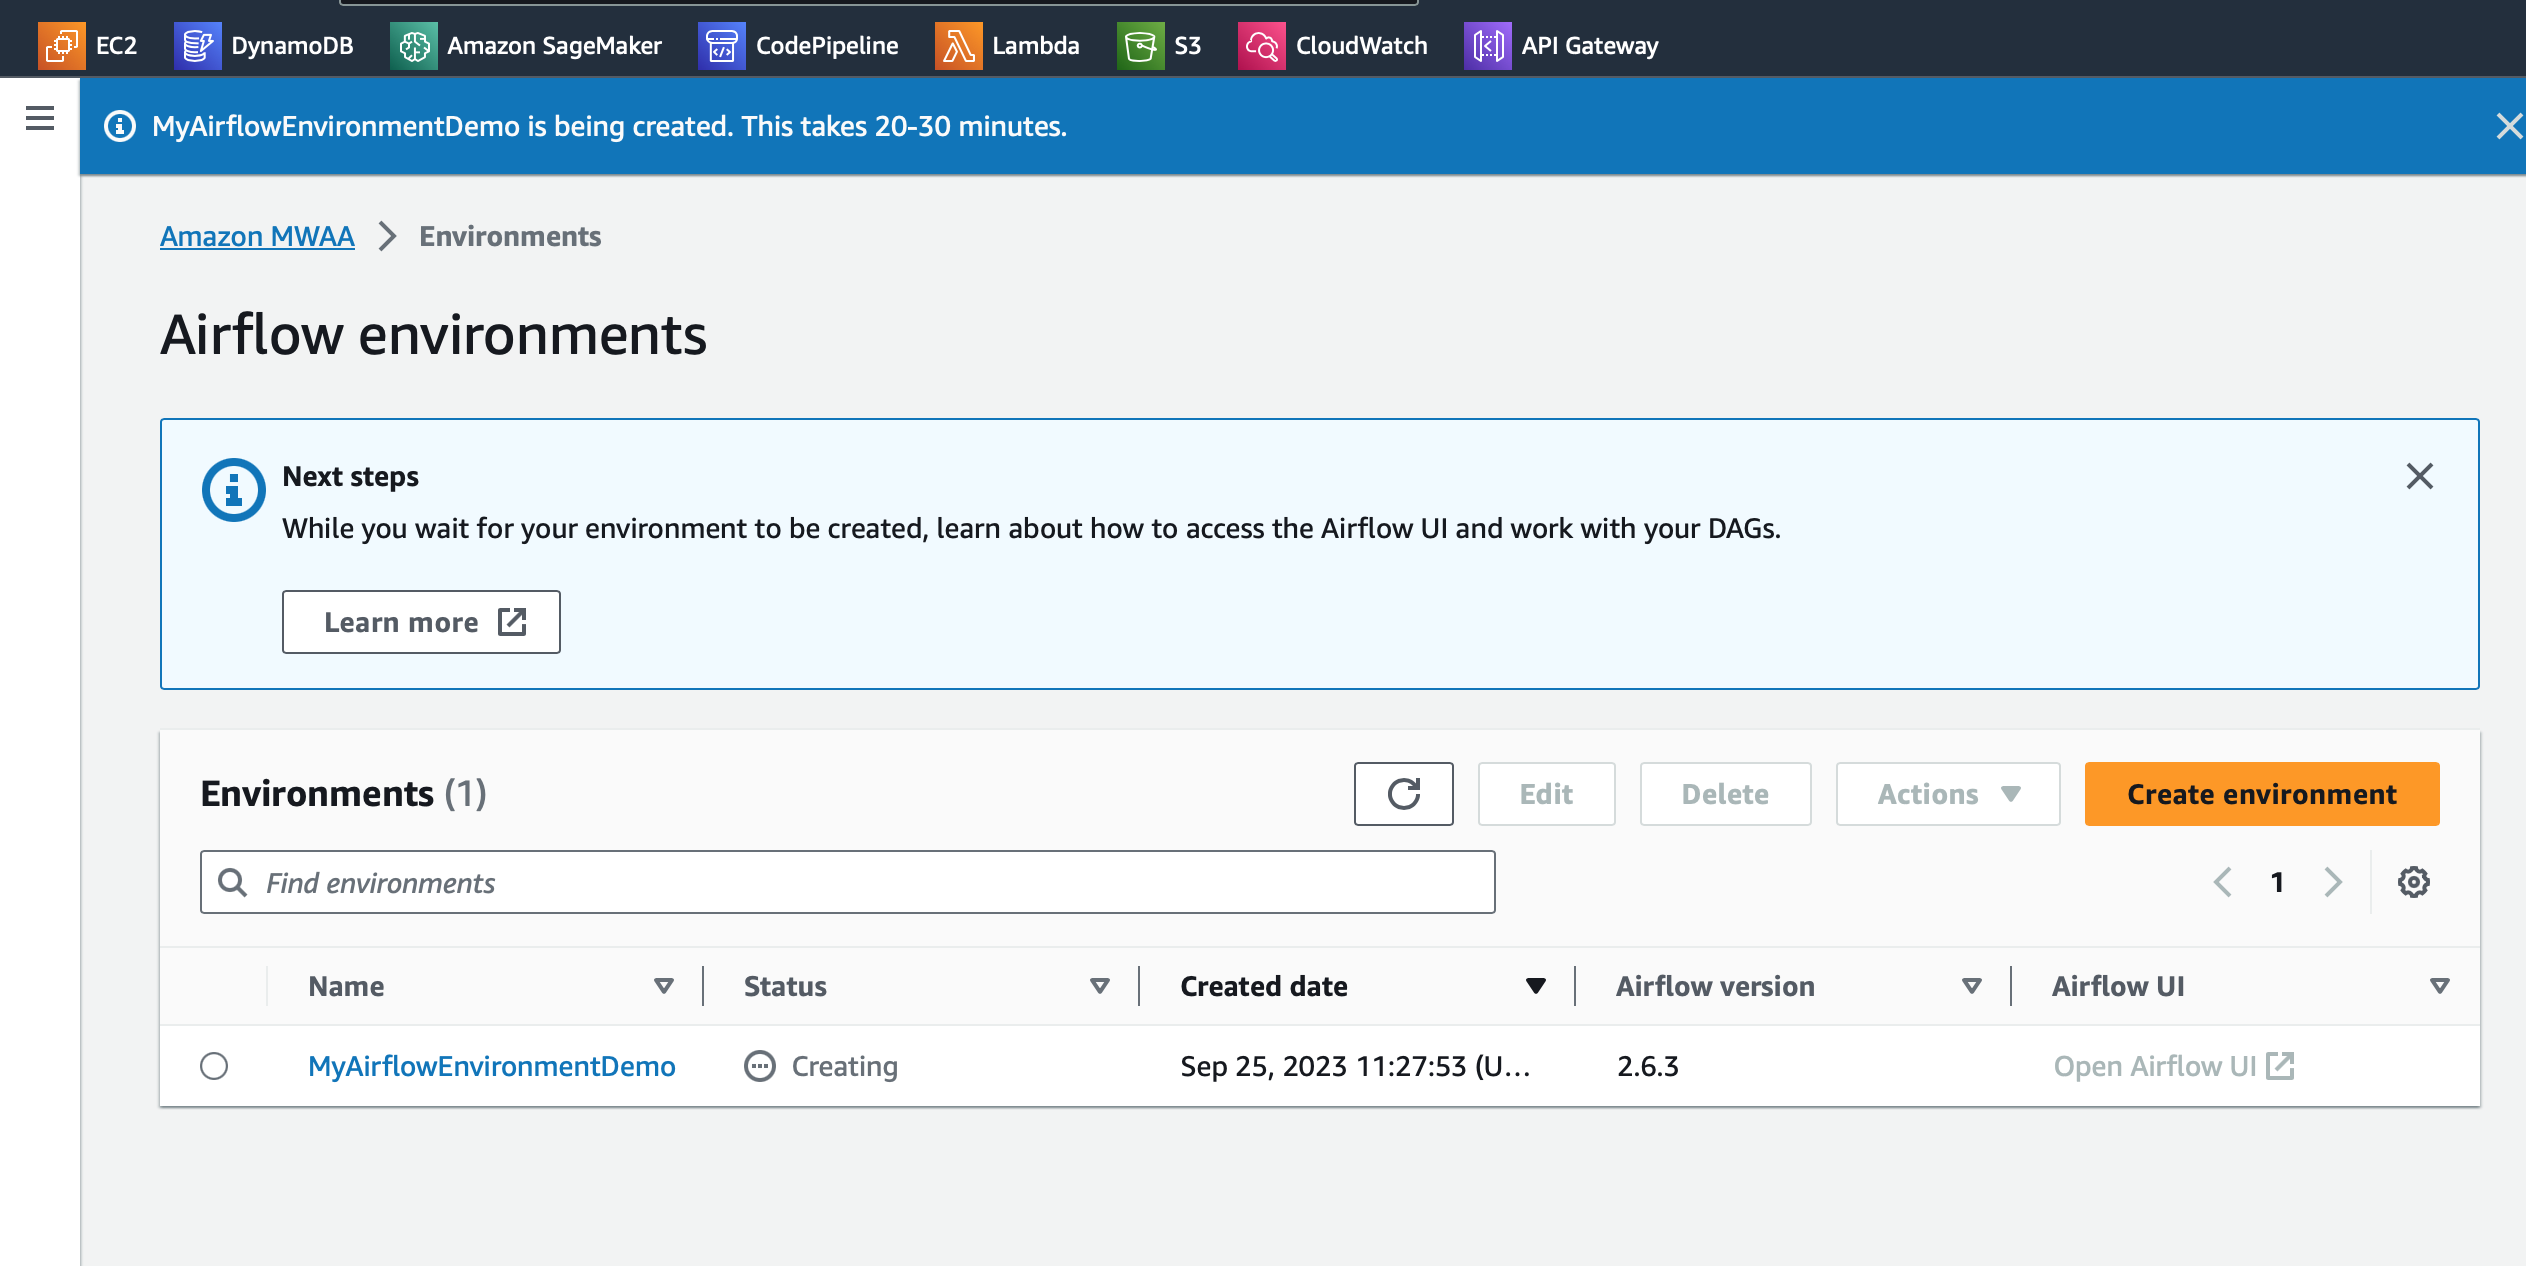 EC2 DynamoDB Amazon SageMaker CodePipeline Lambda S3 CloudWatch API Gateway
MyAirflowEnvironmentDemo is being created. This takes 20-30 minutes.
Amazon MWAA Environments
Airflow environments
Next steps
While you wait for your environment to be created, learn about how to access the Airflow UI and work with your DAGs.
Learn more
Environments (1) Edit Delete Actions Create environment
Find environments 1
Name Status Created date Airflow version Airflow UI
MyAirflowEnvironmentDemo Creating Sep 25, 2023 11:27:53 (U... 2.6.3 Open Airflow UI